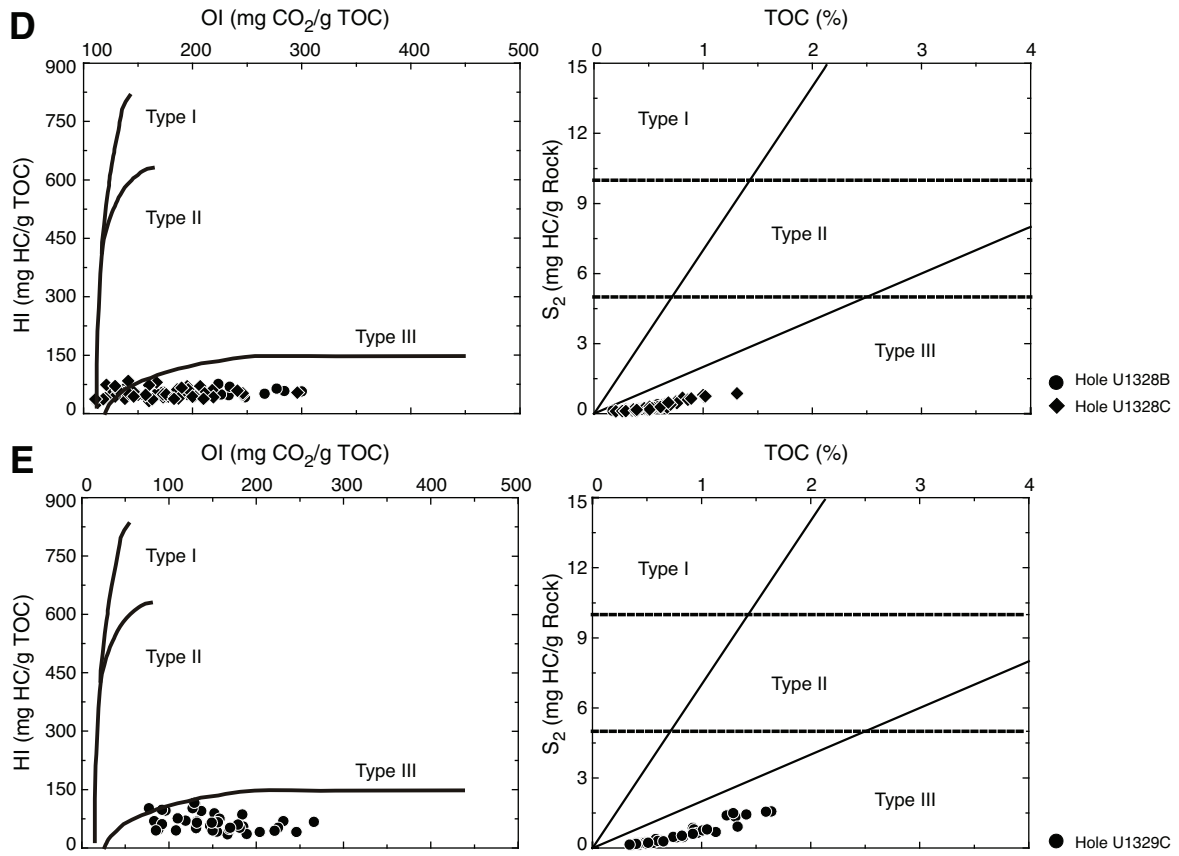 D
OI (mg CO2/g TOC)
100 200 300 400 500
HI (mg HC/g TOC)
900
750
600
450
300
150
0
Type I
Type II
Type III
TOC (%)
0 1 2 3 4
S2 (mg HC/g Rock)
15
12
9
6
3
0
Type I
Type II
Type III
Hole U1328B
Hole U1328C
E
OI (mg CO2/g TOC)
0 100 200 300 400 500
HI (mg HC/g TOC)
900
750
600
450
300
150
0
Type I
Type II
Type III
TOC (%)
0 1 2 3 4
S2 (mg HC/g Rock)
15
12
9
6
3
0
Type I
Type II
Type III
Hole U1329C